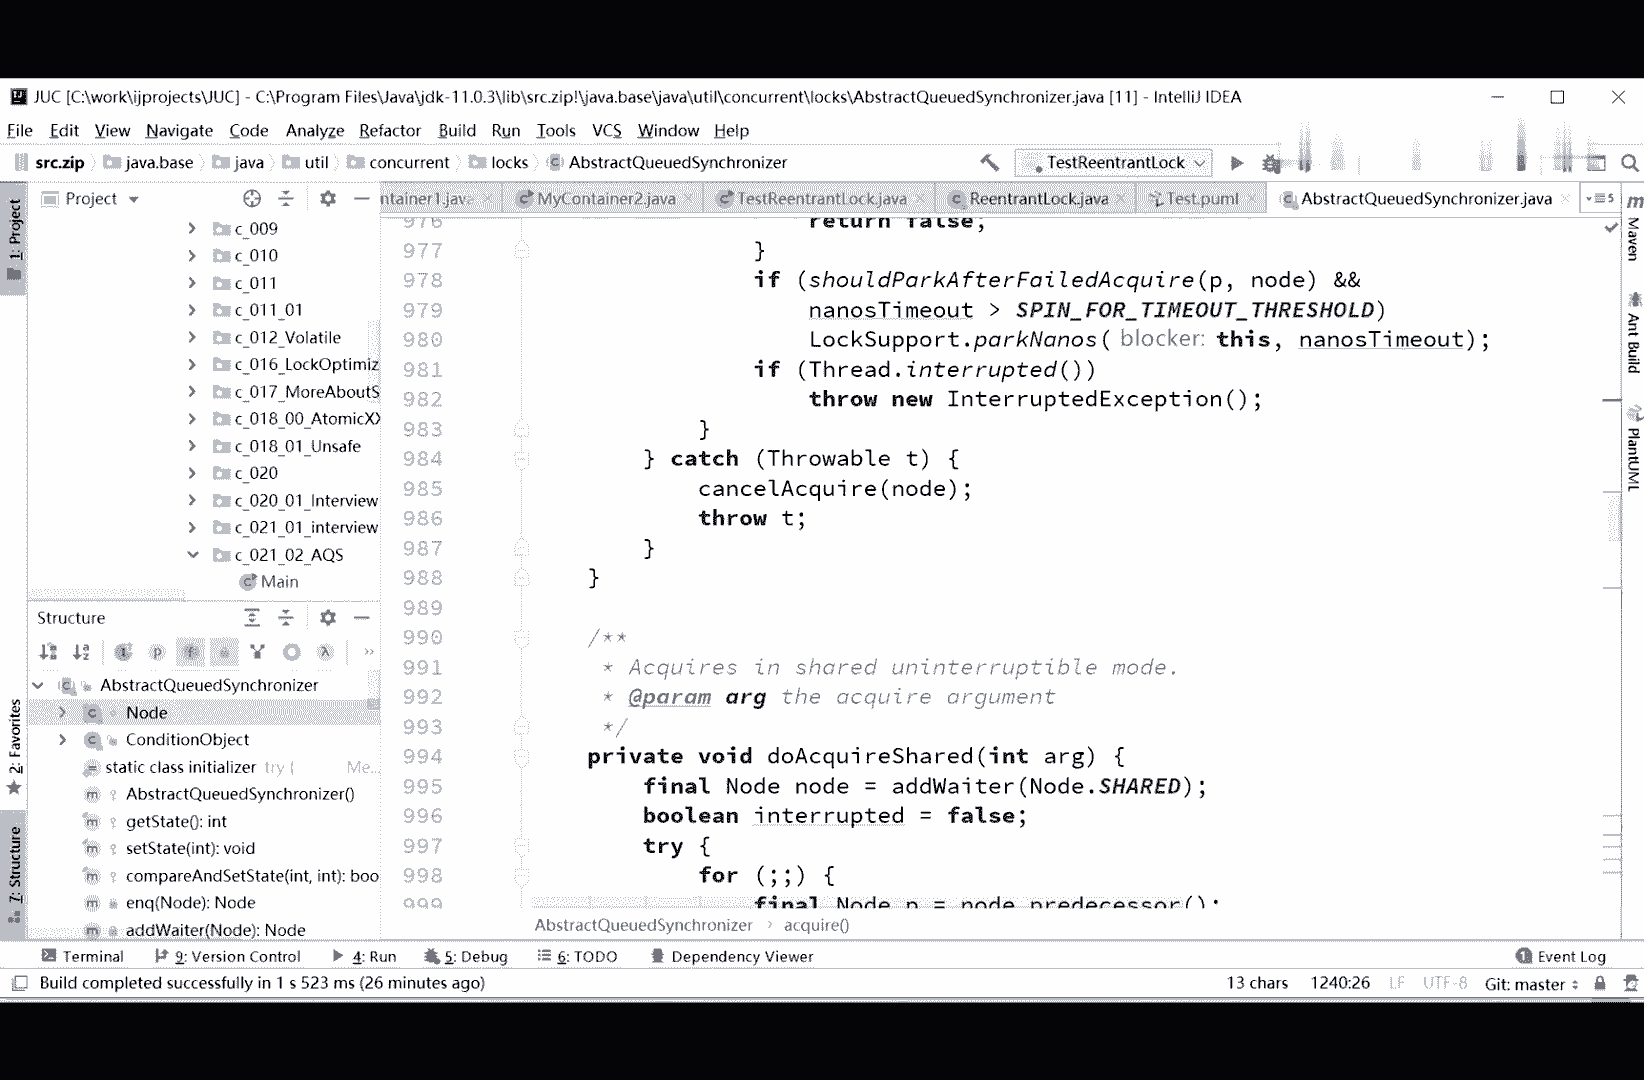 JUC [C:\work\ijprojects\JUC] - C:\Program Files\Java\jdk-11.0.3\lib\src.zip!\java.base\java\util\concurrent\locks\AbstractQueuedSynchronizer.java [11] - IntelliJ IDEA
File Edit View Navigate Code Analyze Refactor Build Run Tools VCS Window Help
src.zip java.base java util concurrent locks AbstractQueuedSynchronizer TestReentrantLock
1: Project
Project
ntainer1.java MyContainer2.java TestReentrantLock.java ReentrantLock.java Test.puml AbstractQueuedSynchronizer.java 5
c_009
c_010
c_011
c_011_01
c_012_Volatile
c_016_LockOptimiz
c_017_MoreAboutS
c_018_00_AtomicXX
c_018_01_Unsafe
c_020
c_020_01_Interview
c_021_01_interview
c_021_02_AQS
Main
Structure
AbstractQueuedSynchronizer
Node
ConditionObject
static class initializer try { Me...
AbstractQueuedSynchronizer()
getState(): int
setState(int): void
compareAndSetState(int, int): boo
enq(Node): Node
addWaiter(Node): Node
2: Favorites
7: Structure
976 return false;
977 }
978 if (shouldParkAfterFailedAcquire(p, node) &&
979 nanosTimeout > SPIN_FOR_TIMEOUT_THRESHOLD)
980 LockSupport.parkNanos( blocker: this, nanosTimeout);
981 if (Thread.interrupted())
982 throw new InterruptedException();
983 }
984 } catch (Throwable t) {
985 cancelAcquire(node);
986 throw t;
987 }
988 }
989
990 /**
991 * Acquires in shared uninterruptible mode.
992 * @param arg the acquire argument
993 */
994 private void doAcquireShared(int arg) {
995 final Node node = addWaiter(Node.SHARED);
996 boolean interrupted = false;
997 try {
998 for (;;) {
999 final Node p = node.predecessor();
AbstractQueuedSynchronizer › acquire()
Maven
Ant Build
PlantUML
Terminal 9: Version Control 4: Run 5: Debug 6: TODO Dependency Viewer 1 Event Log
Build completed successfully in 1 s 523 ms (26 minutes ago) 13 chars 1240:26 LF UTF-8 Git: master